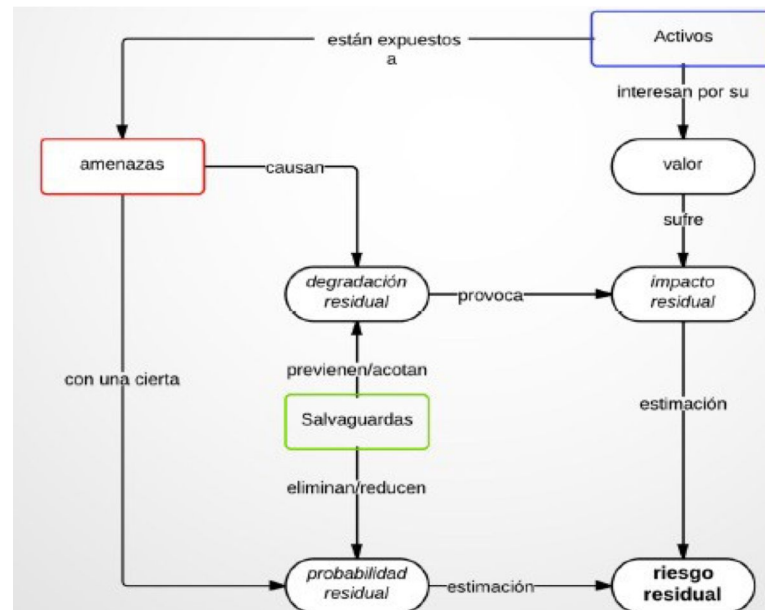 están expuestos
a
Activos
interesan por su
amenazas
causan
valor
sufre
degradación
residual
provoca
impacto
residual
con una cierta
previenen/acotan
Salvaguardas
estimación
eliminan/reducen
probabilidad
residual
estimación
riesgo
residual